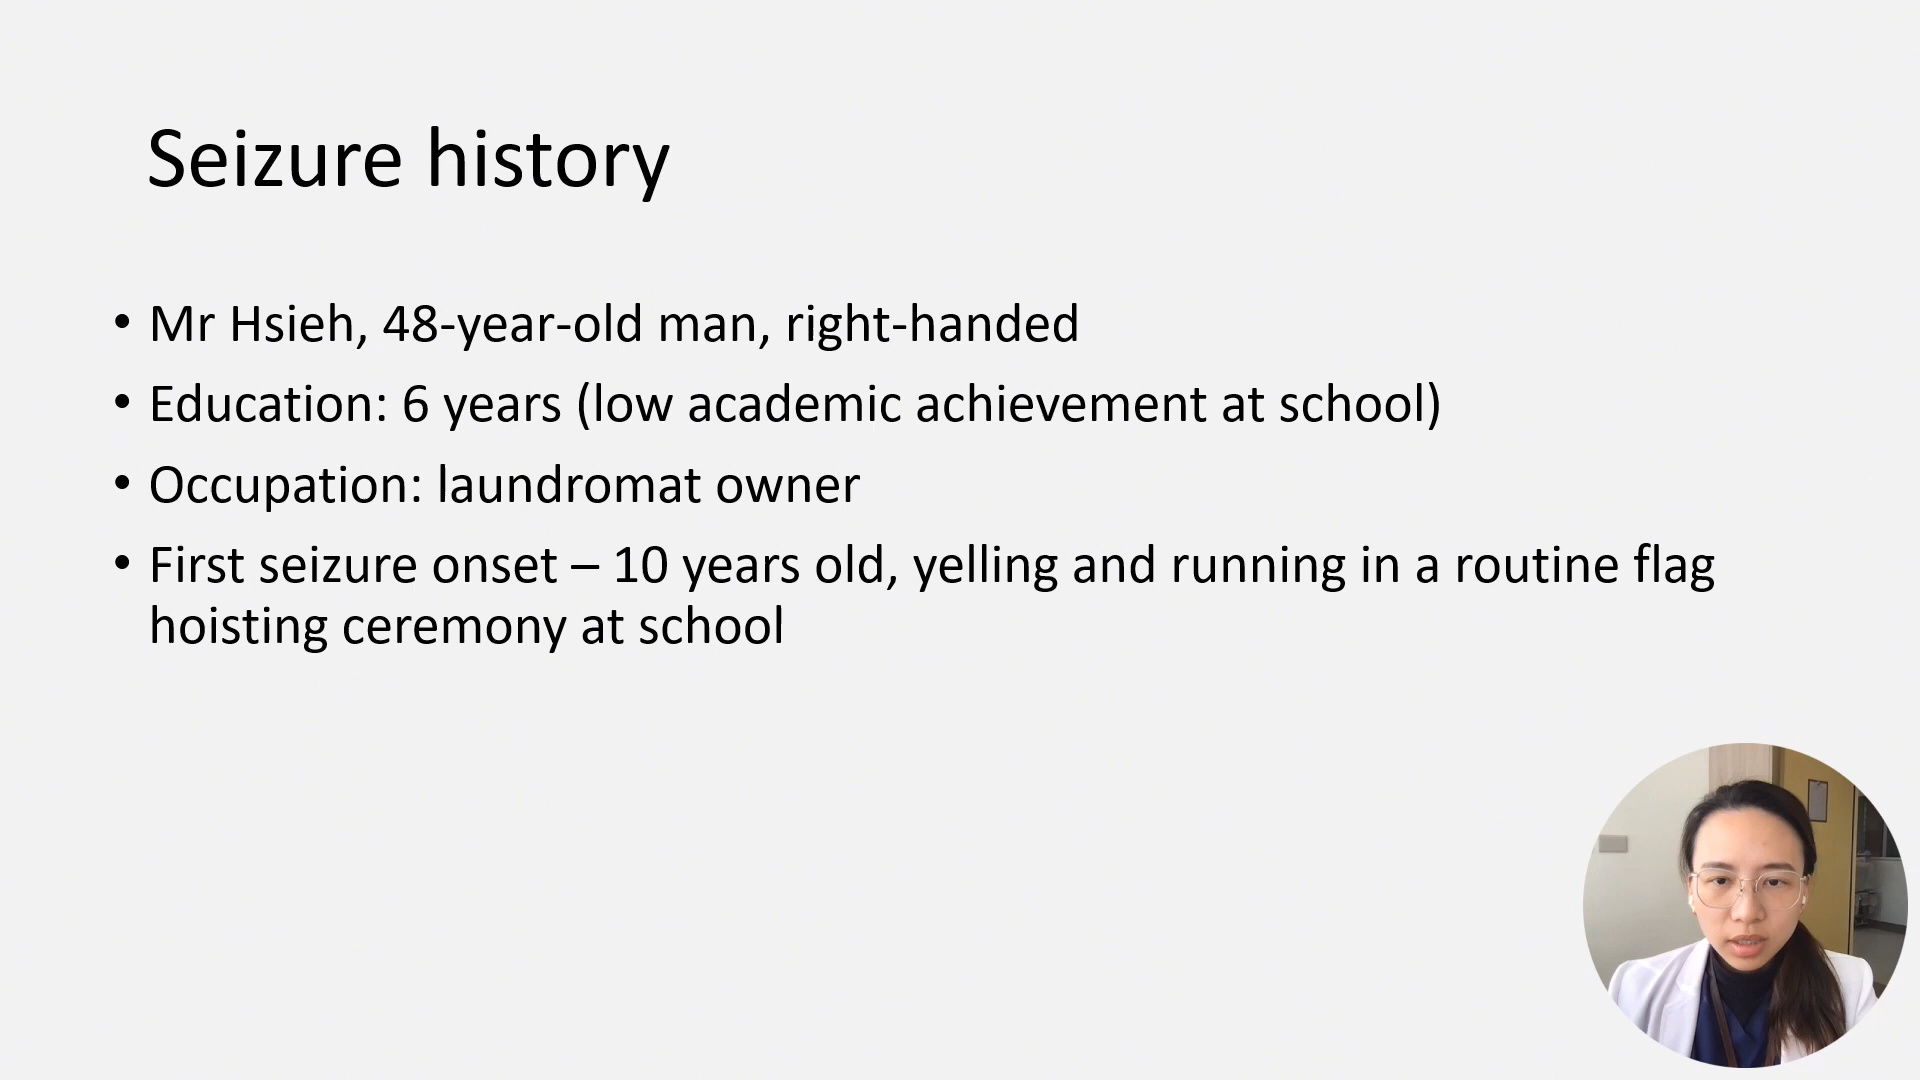 Seizure history
• Mr Hsieh, 48-year-old man, right-handed
• Education: 6 years (low academic achievement at school)
• Occupation: laundromat owner
• First seizure onset – 10 years old, yelling and running in a routine flag
hoisting ceremony at school